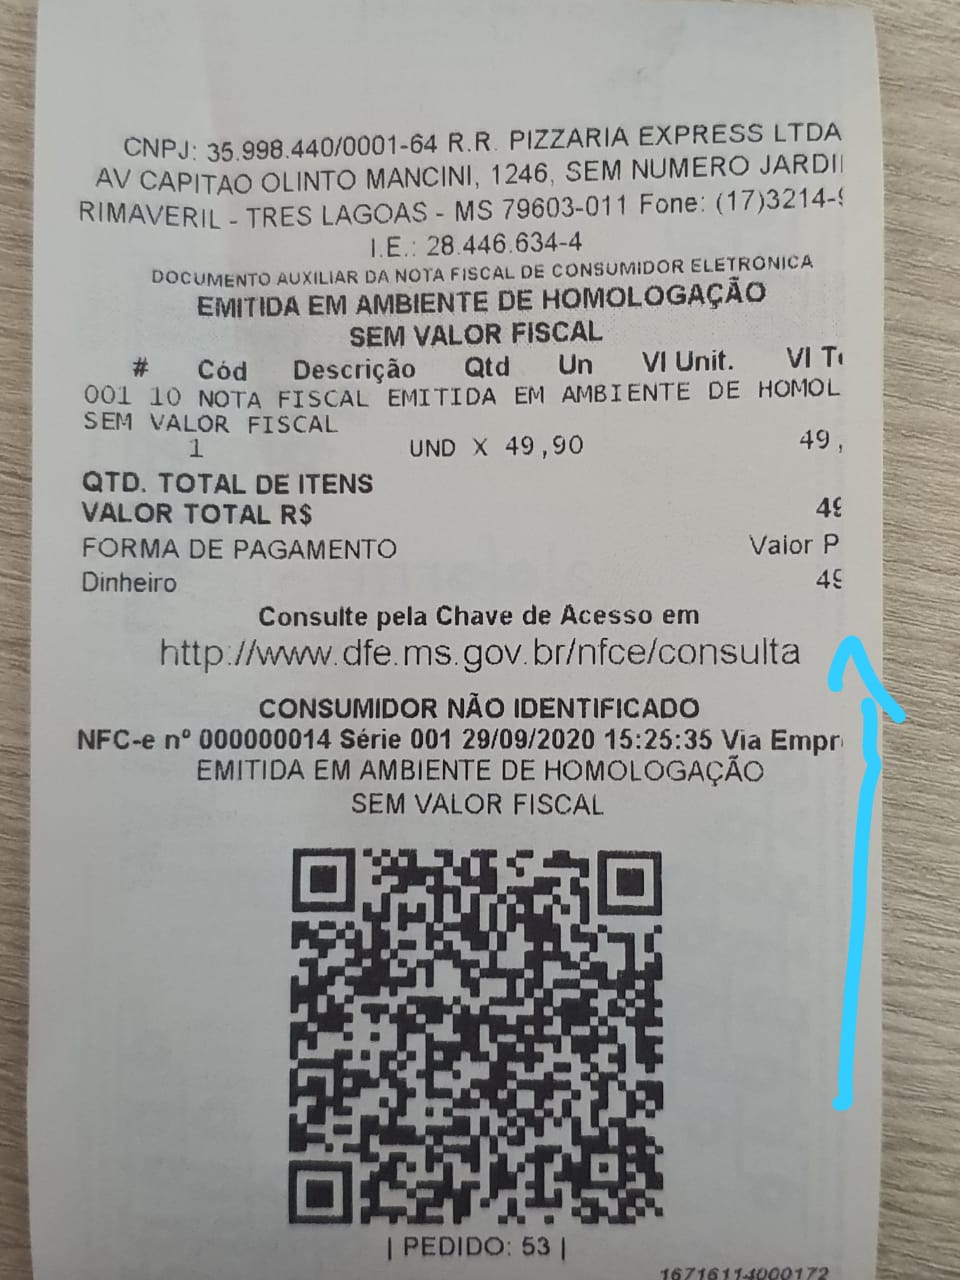 CNPJ: 35.998.440/0001-64 R.R. PIZZARIA EXPRESS LTDA
AV CAPITAO OLINTO MANCINI, 1246, SEM NUMERO JARDI
RIMAVERIL - TRES LAGOAS - MS 79603-011 Fone: (17)3214-
I.E.: 28.446.634-4
DOCUMENTO AUXILIAR DA NOTA FISCAL DE CONSUMIDOR ELETRONICA
EMITIDA EM AMBIENTE DE HOMOLOGAÇÃO
SEM VALOR FISCAL
# Cód Descrição Qtd Un Vl Unit. Vl T
001 10 NOTA FISCAL EMITIDA EM AMBIENTE DE HOMOL
SEM VALOR FISCAL
1 UND X 49,90 49,
QTD. TOTAL DE ITENS
VALOR TOTAL R$ 49
FORMA DE PAGAMENTO Valor P
Dinheiro 49
Consulte pela Chave de Acesso em
http://www.dfe.ms.gov.br/nfce/consulta
CONSUMIDOR NÃO IDENTIFICADO
NFC-e nº 000000014 Série 001 29/09/2020 15:25:35 Via Empr
EMITIDA EM AMBIENTE DE HOMOLOGAÇÃO
SEM VALOR FISCAL
| PEDIDO: 53 |
16716114000172